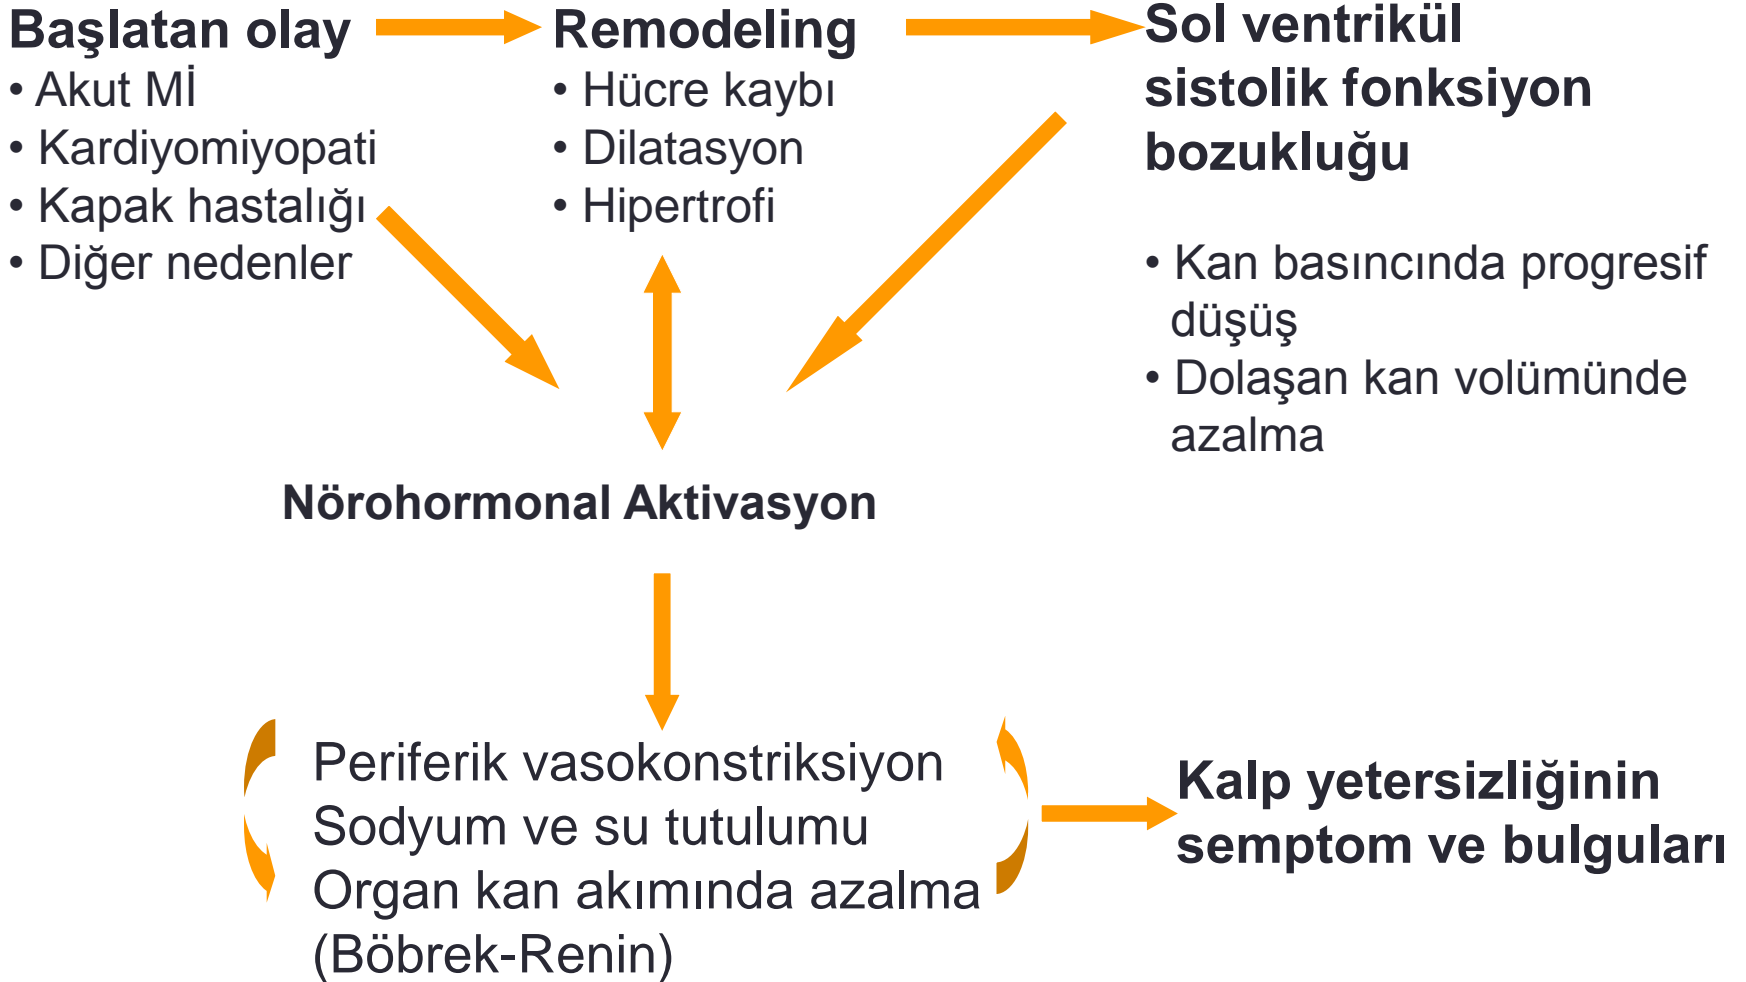 Başlatan olay
• Akut Mİ
• Kardiyomiyopati
• Kapak hastalığı
• Diğer nedenler
Remodeling
• Hücre kaybı
• Dilatasyon
• Hipertrofi
Sol ventrikül
sistolik fonksiyon
bozukluğu
• Kan basıncında progresif
düşüş
• Dolaşan kan volümünde
azalma
Nörohormonal Aktivasyon
Periferik vasokonstriksiyon
Sodyum ve su tutulumu
Organ kan akımında azalma
(Böbrek-Renin)
Kalp yetersizliğinin
semptom ve bulguları